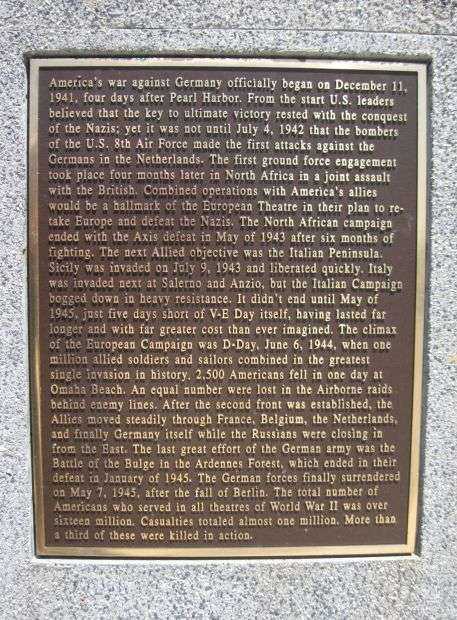 America's war against Germany officially began on December 11,
1941, four days after Pearl Harbor. From the start U.S. leaders
believed that the key to ultimate victory rested with the conquest
of the Nazis; yet it was not until July 4, 1942 that the bombers
of the U.S. 8th Air Force made the first attacks against the
Germans in the Netherlands. The first ground force engagement
took place four months later in North Africa in a joint assault
with the British. Combined operations with America's allies
would be a hallmark of the European Theatre in their plan to re-
take Europe and defeat the Nazis. The North African campaign
ended with the Axis defeat in May of 1943 after six months of
fighting. The next Allied objective was the Italian Peninsula.
Sicily was invaded on July 9, 1943 and liberated quickly. Italy
was invaded next at Salerno and Anzio, but the Italian Campaign
bogged down in heavy resistance. It didn't end until May of
1945, just five days short of V-E Day itself, having lasted far
longer and with far greater cost than ever imagined. The climax
of the European Campaign was D-Day, June 6, 1944, when one
million allied soldiers and sailors combined in the greatest
single invasion in history. 2,500 Americans fell in one day at
Omaha Beach. An equal number were lost in the Airborne raids
behind enemy lines. After the second front was established, the
Allies moved steadily through France, Belgium, the Netherlands,
and finally Germany itself while the Russians were closing in
from the East. The last great effort of the German army was the
Battle of the Bulge in the Ardennes Forest, which ended in their
defeat in January of 1945. The German forces finally surrendered
on May 7, 1945, after the fall of Berlin. The total number of
Americans who served in all theatres of World War II was over
sixteen million. Casualties totaled almost one million. More than
a third of these were killed in action.